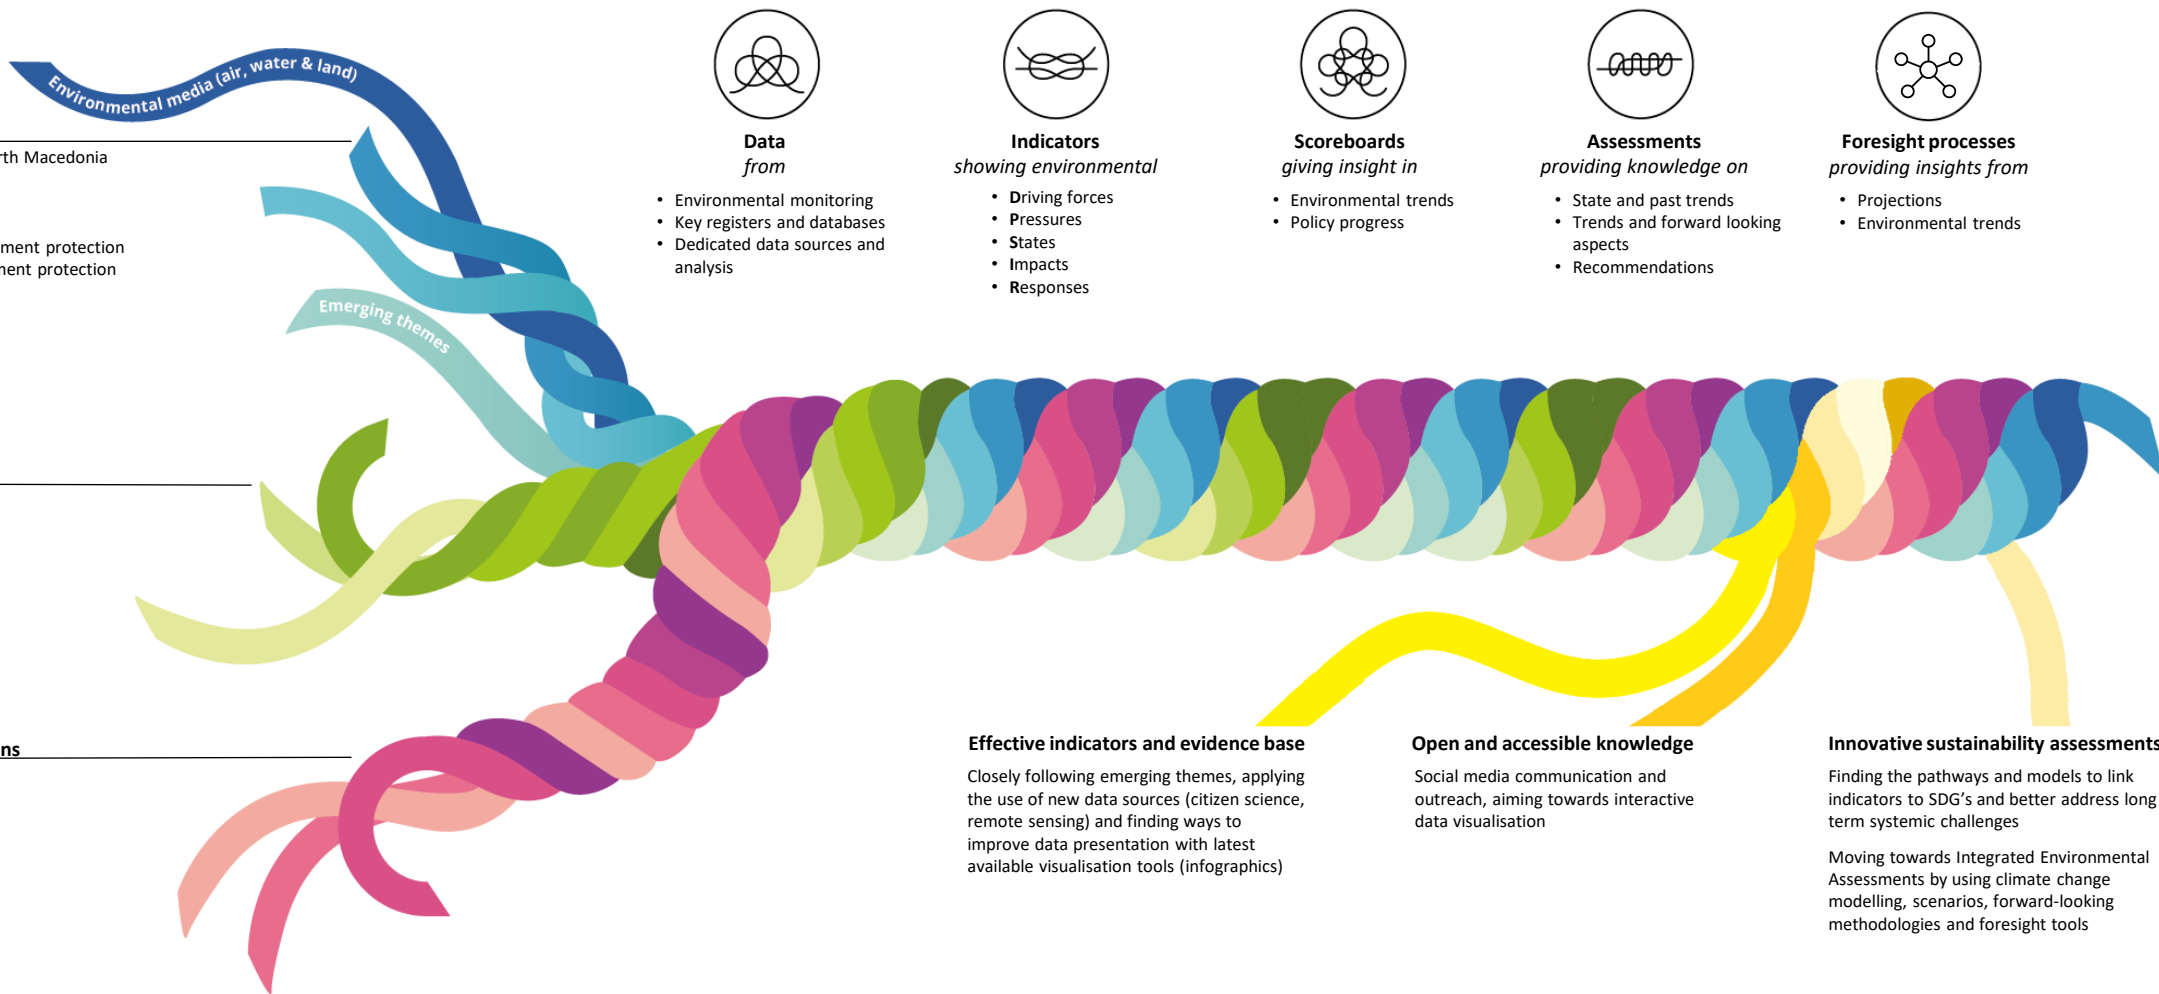 Environmental media (air, water & land)
rth Macedonia
ment protection
nent protection
Emerging themes
ns
Data
from
• Environmental monitoring
• Key registers and databases
• Dedicated data sources and
analysis
Indicators
showing environmental
• Driving forces
• Pressures
• States
• Impacts
• Responses
Scoreboards
giving insight in
• Environmental trends
• Policy progress
Assessments
providing knowledge on
• State and past trends
• Trends and forward looking
aspects
• Recommendations
Foresight processes
providing insights from
• Projections
• Environmental trends
Effective indicators and evidence base
Closely following emerging themes, applying
the use of new data sources (citizen science,
remote sensing) and finding ways to
improve data presentation with latest
available visualisation tools (infographics)
Open and accessible knowledge
Social media communication and
outreach, aiming towards interactive
data visualisation
Innovative sustainability assessments
Finding the pathways and models to link
indicators to SDG's and better address long
term systemic challenges
Moving towards Integrated Environmental
Assessments by using climate change
modelling, scenarios, forward-looking
methodologies and foresight tools